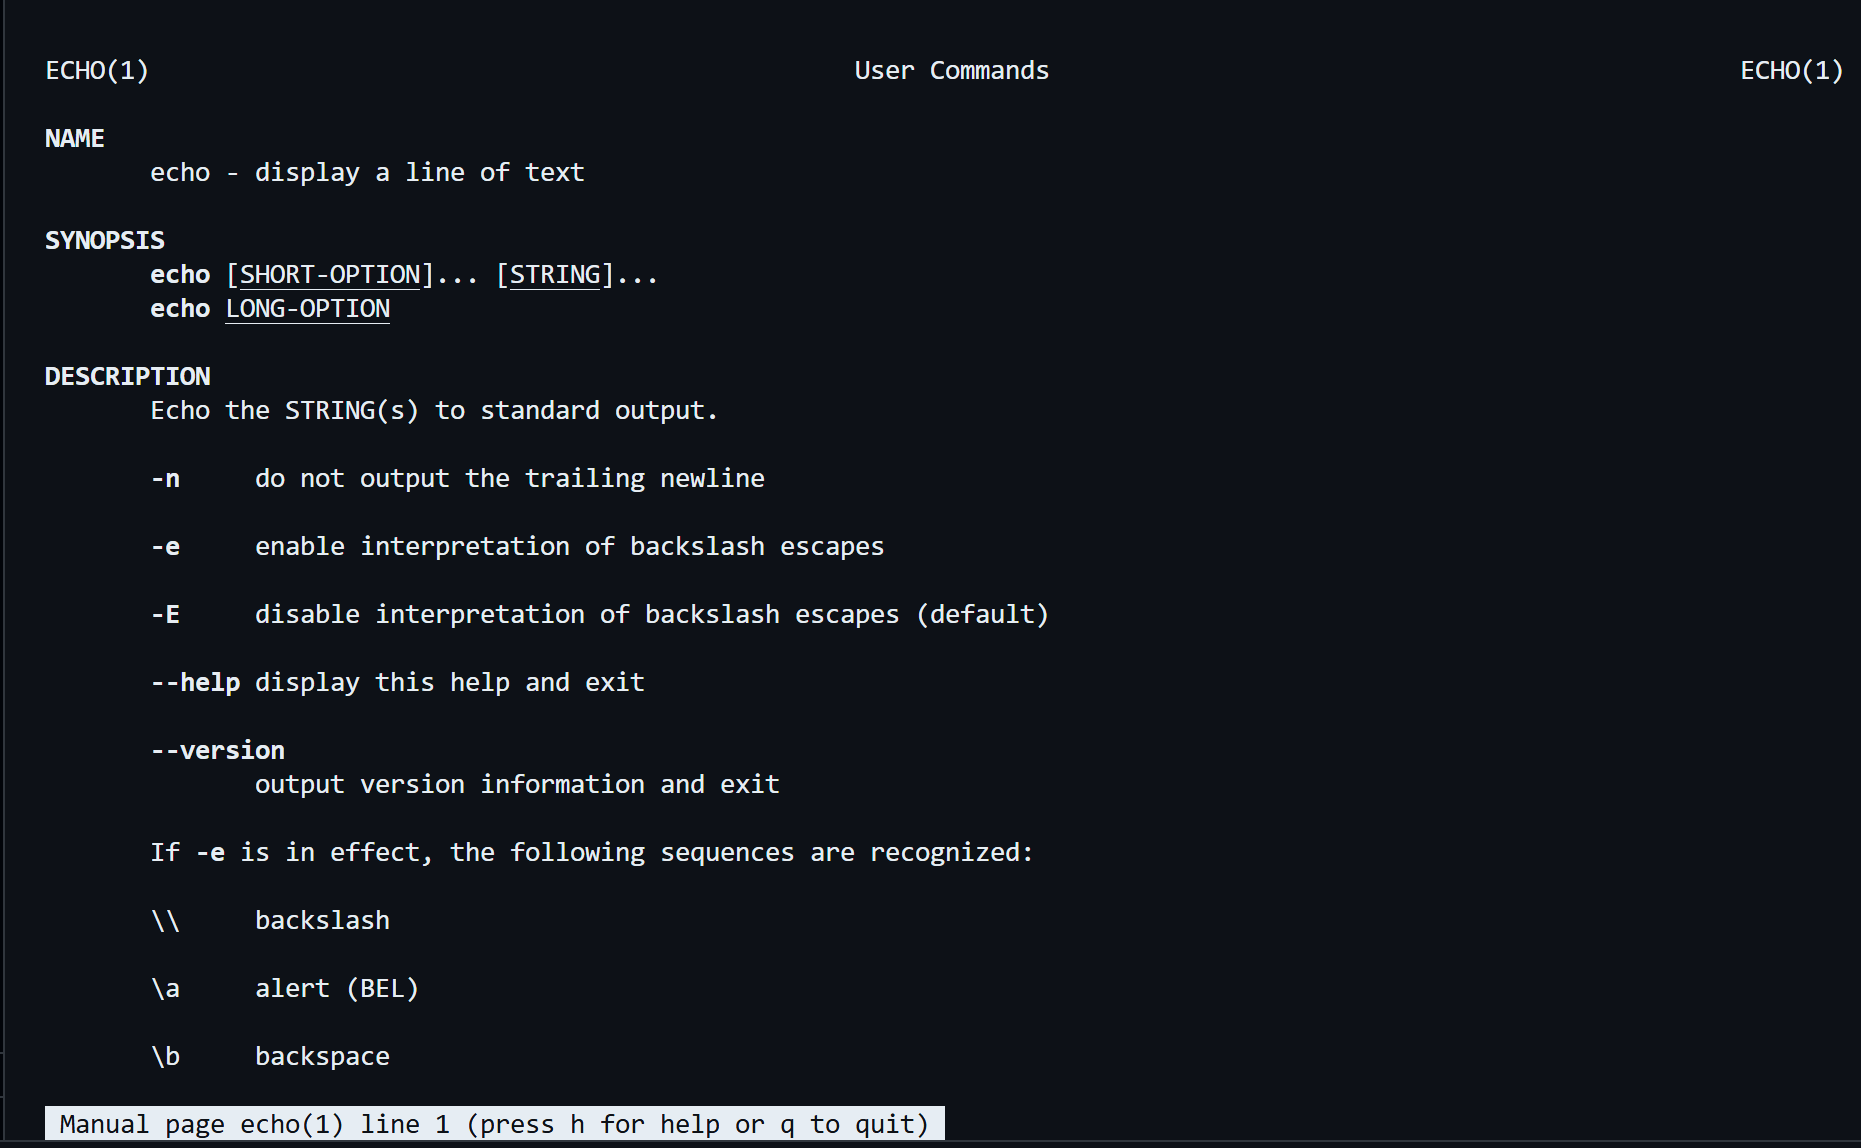 ECHO(1) User Commands ECHO(1)
NAME
echo - display a line of text
SYNOPSIS
echo [SHORT-OPTION]... [STRING]...
echo LONG-OPTION
DESCRIPTION
Echo the STRING(s) to standard output.
-n do not output the trailing newline
-e enable interpretation of backslash escapes
-E disable interpretation of backslash escapes (default)
--help display this help and exit
--version
output version information and exit
If -e is in effect, the following sequences are recognized:
\\ backslash
\a alert (BEL)
\b backspace
Manual page echo(1) line 1 (press h for help or q to quit)